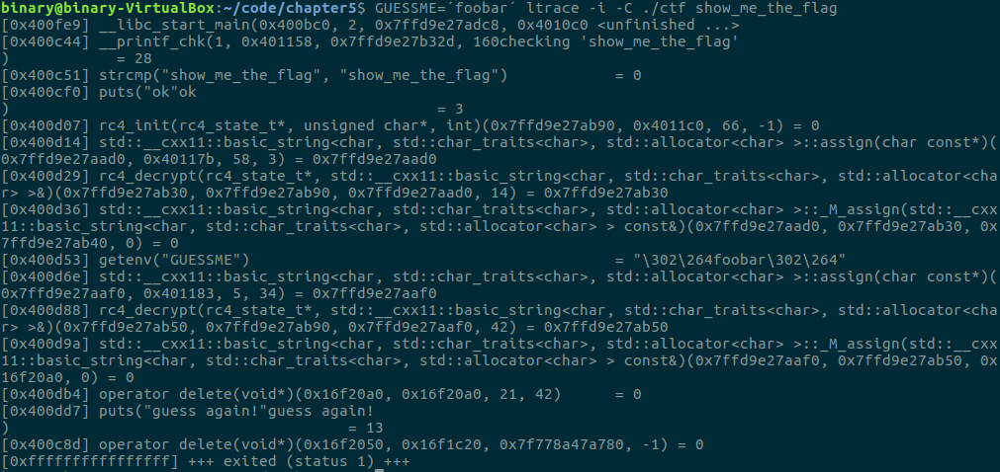 binary@binary-VirtualBox:~/code/chapter5$ GUESSME=´foobar´ ltrace -i -C ./ctf show_me_the_flag
[0x400fe9] __libc_start_main(0x400bc0, 2, 0x7ffd9e27adc8, 0x4010c0 <unfinished ...>
[0x400c44] __printf_chk(1, 0x401158, 0x7ffd9e27b32d, 160checking 'show_me_the_flag'
)             = 28
[0x400c51] strcmp("show_me_the_flag", "show_me_the_flag")             = 0
[0x400cf0] puts("ok"ok
)                                                  = 3
[0x400d07] rc4_init(rc4_state_t*, unsigned char*, int)(0x7ffd9e27ab90, 0x4011c0, 66, -1) = 0
[0x400d14] std::__cxx11::basic_string<char, std::char_traits<char>, std::allocator<char> >::assign(char const*)(
0x7ffd9e27aad0, 0x40117b, 58, 3) = 0x7ffd9e27aad0
[0x400d29] rc4_decrypt(rc4_state_t*, std::__cxx11::basic_string<char, std::char_traits<char>, std::allocator<cha
r> >&)(0x7ffd9e27ab30, 0x7ffd9e27ab90, 0x7ffd9e27aad0, 14) = 0x7ffd9e27ab30
[0x400d36] std::__cxx11::basic_string<char, std::char_traits<char>, std::allocator<char> >::_M_assign(std::__cxx
11::basic_string<char, std::char_traits<char>, std::allocator<char> > const&)(0x7ffd9e27aad0, 0x7ffd9e27ab30, 0x
7ffd9e27ab40, 0) = 0
[0x400d53] getenv("GUESSME")                                          = "\302\264foobar\302\264"
[0x400d6e] std::__cxx11::basic_string<char, std::char_traits<char>, std::allocator<char> >::assign(char const*)(
0x7ffd9e27aaf0, 0x401183, 5, 34) = 0x7ffd9e27aaf0
[0x400d88] rc4_decrypt(rc4_state_t*, std::__cxx11::basic_string<char, std::char_traits<char>, std::allocator<cha
r> >&)(0x7ffd9e27ab50, 0x7ffd9e27ab90, 0x7ffd9e27aaf0, 42) = 0x7ffd9e27ab50
[0x400d9a] std::__cxx11::basic_string<char, std::char_traits<char>, std::allocator<char> >::_M_assign(std::__cxx
11::basic_string<char, std::char_traits<char>, std::allocator<char> > const&)(0x7ffd9e27aaf0, 0x7ffd9e27ab50, 0x
16f20a0, 0) = 0
[0x400db4] operator delete(void*)(0x16f20a0, 0x16f20a0, 21, 42)       = 0
[0x400dd7] puts("guess again!"guess again!
)                                        = 13
[0x400c8d] operator delete(void*)(0x16f2050, 0x16f1c20, 0x7f778a47a780, -1) = 0
[0xffffffffffffffff] +++ exited (status 1) +++